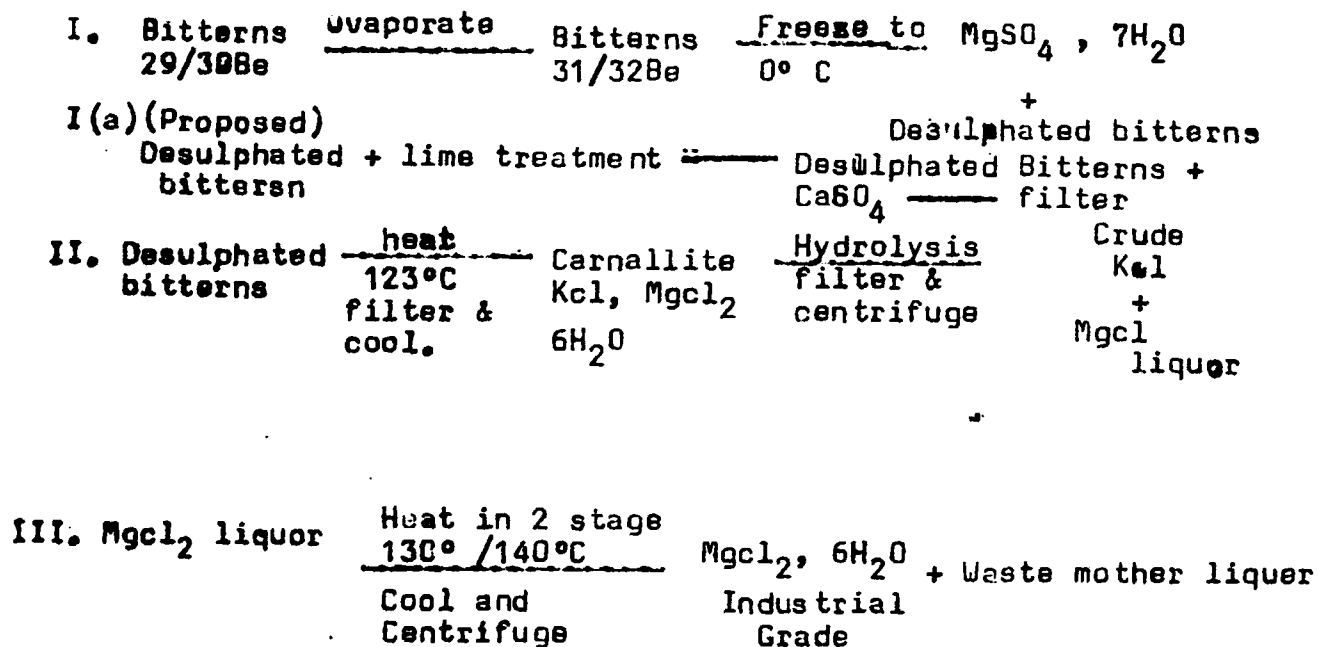 I. Bitterns evaporate Bitterns Freeze to MgSO4 , 7H2O
29/30Be 31/32Be 0° C
+
I(a)(Proposed) Desulphated bitterns
Desulphated + lime treatment = Desulphated Bitterns +
bittersn CaSO4 filter
II. Desulphated heat Carnallite Hydrolysis Crude
bitterns 123°C Kcl, Mgcl2 filter & Kcl
filter & 6H2O centrifuge +
cool. Mgcl
liquor
III. Mgcl2 liquor Heat in 2 stage
130° /140°C Mgcl2, 6H2O + Waste mother liquer
Cool and Industrial
Centrifuge Grade